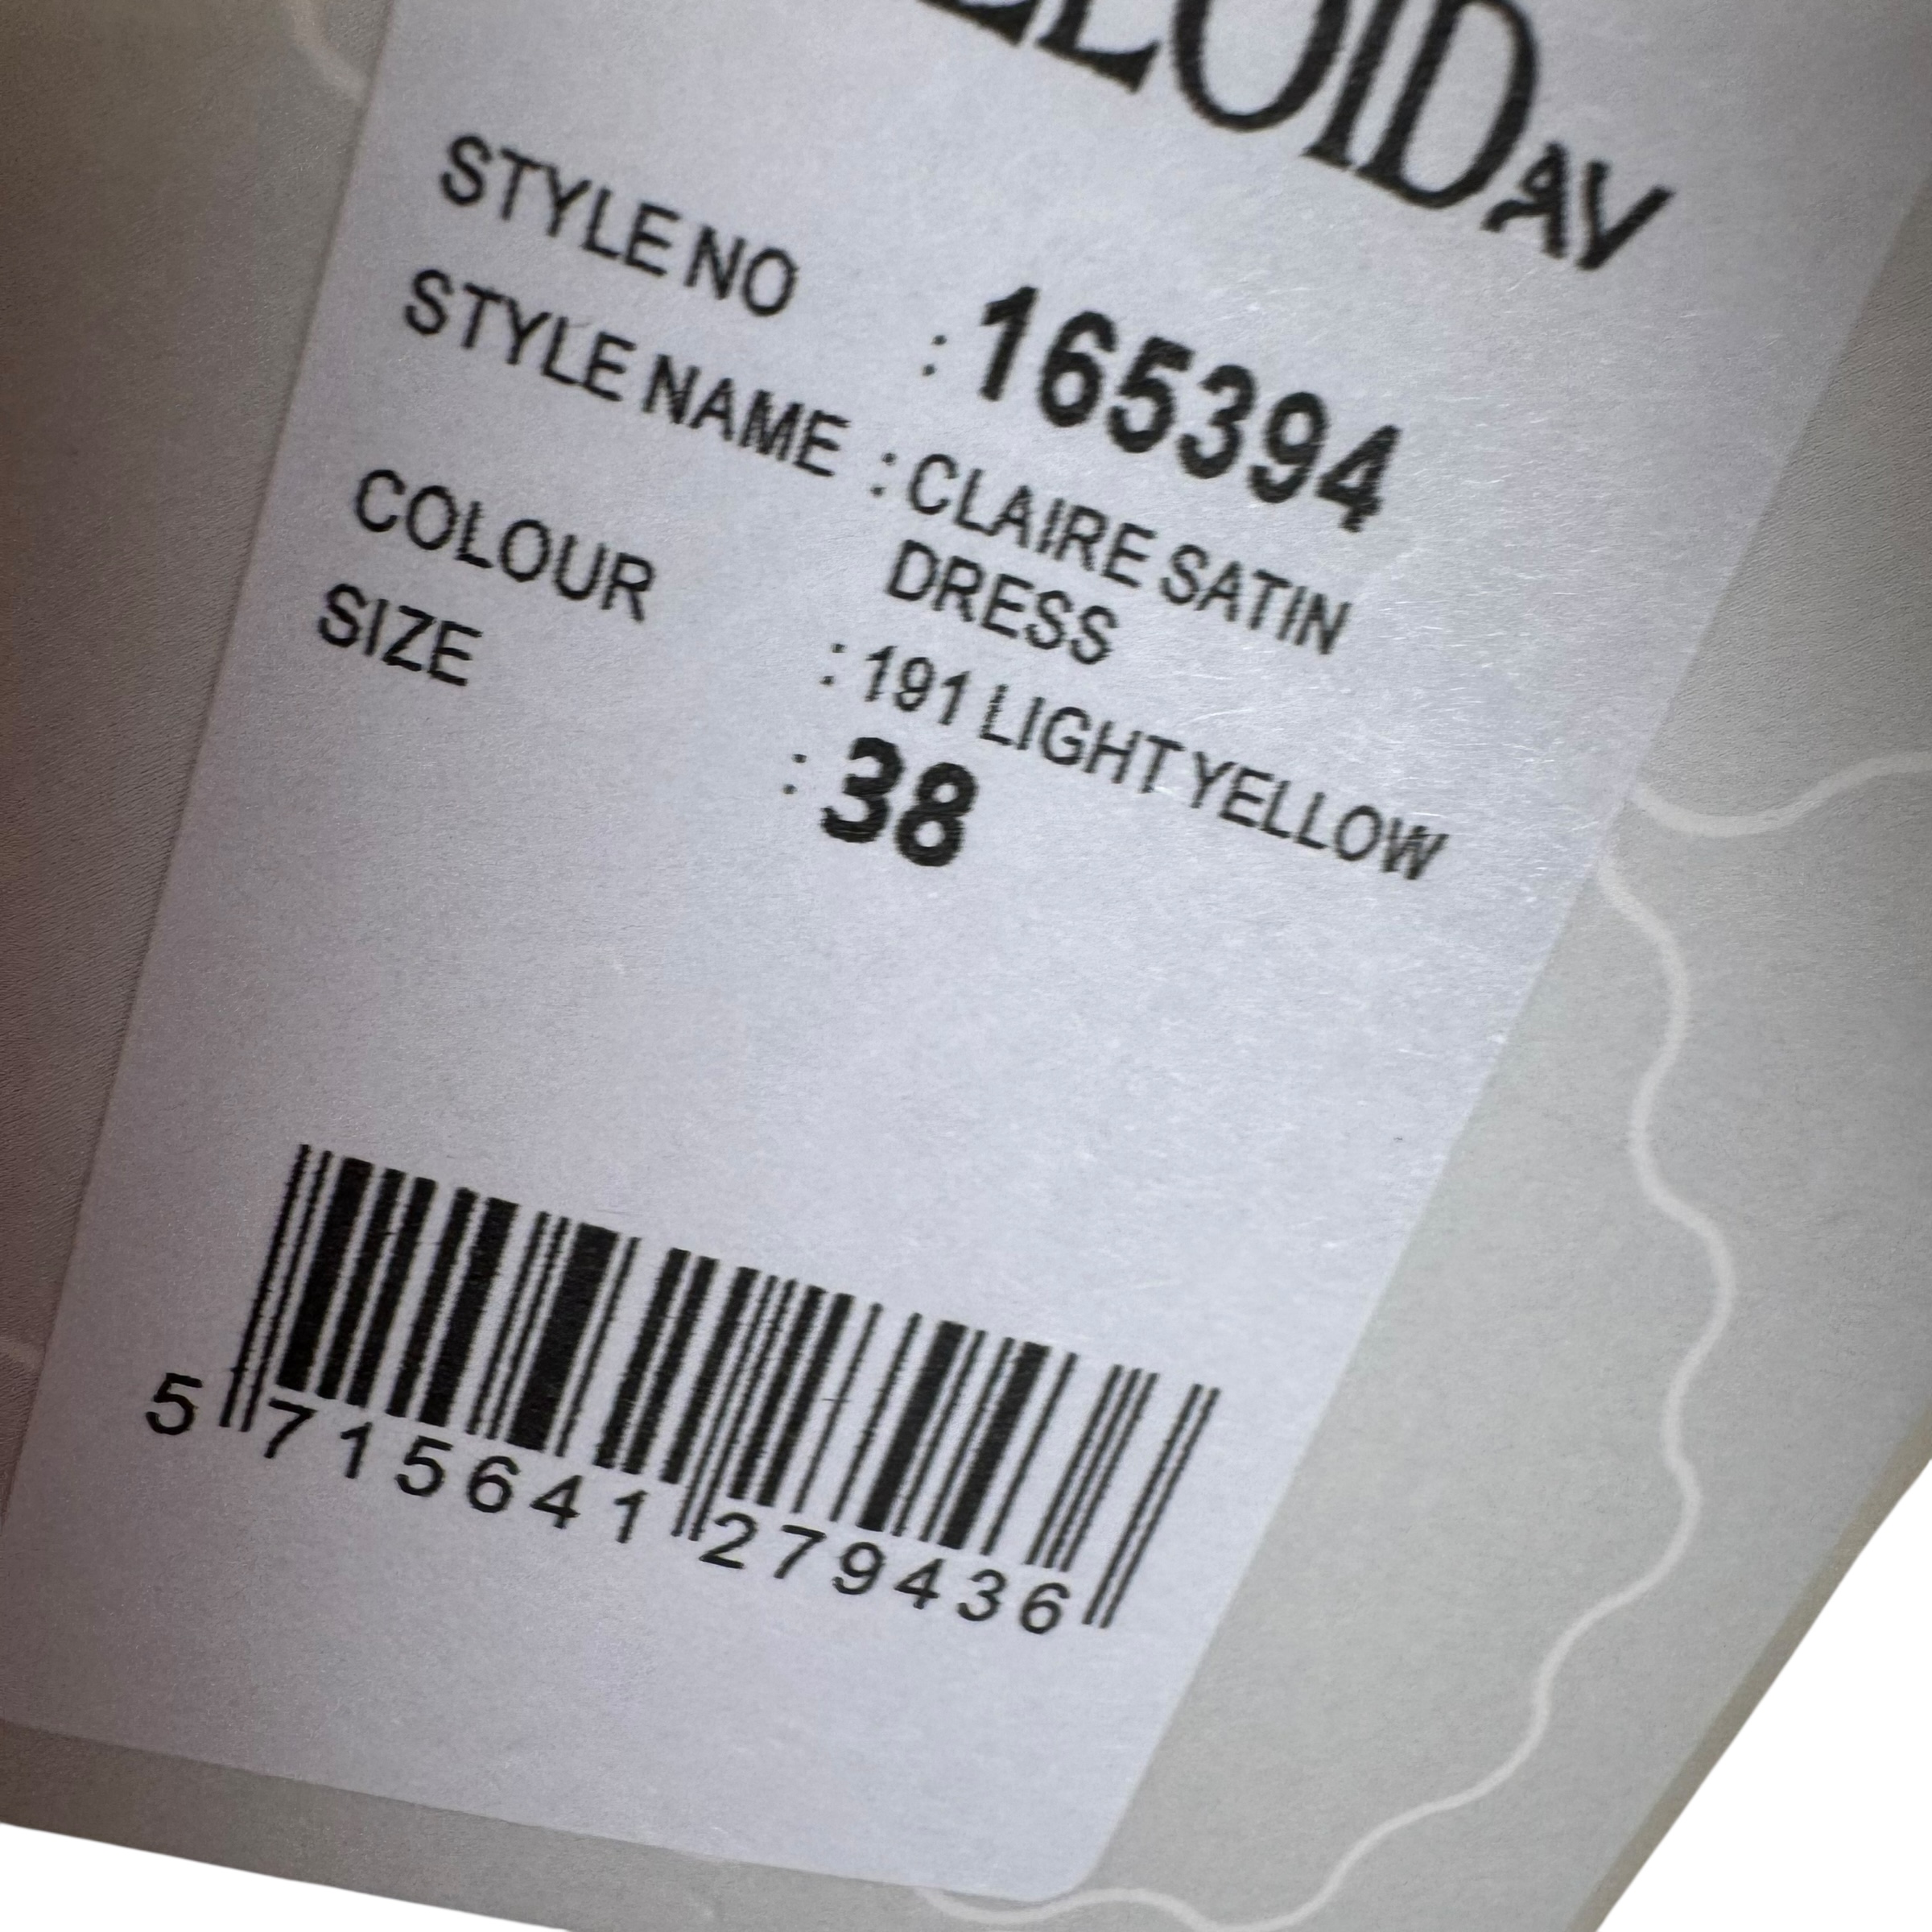 STYLE NO : 165394
STYLE NAME : CLAIRE SATIN
DRESS
COLOUR : 191 LIGHT YELLOW
SIZE : 38
5 715641 279436